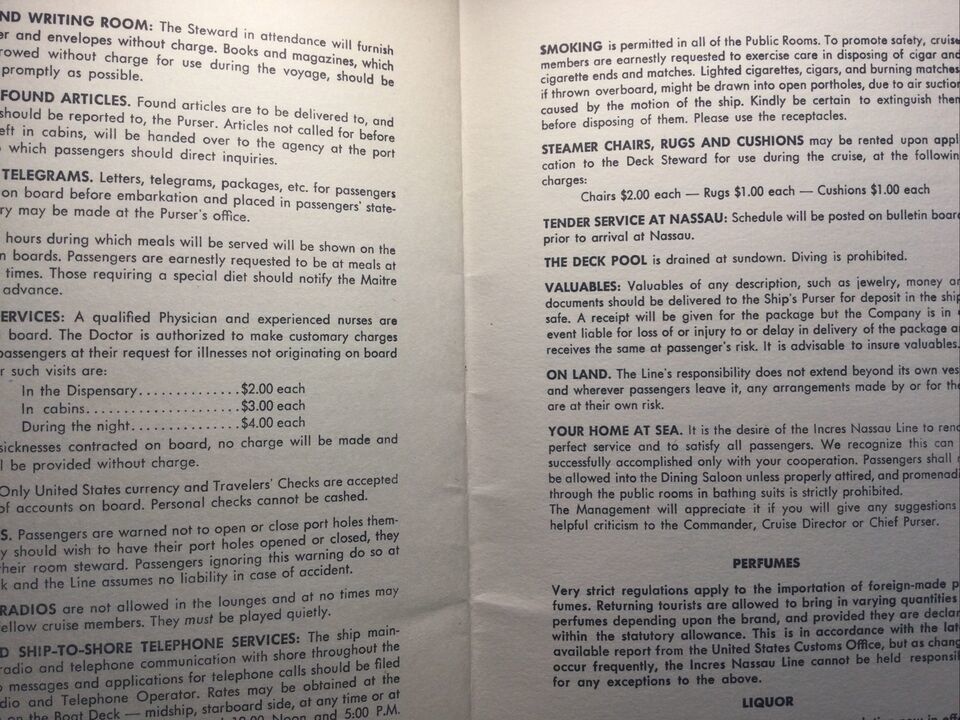 ND WRITING ROOM: The Steward in attendance will furnish
er and envelopes without charge. Books and magazines, which
rowed without charge for use during the voyage, should be
promptly as possible.
FOUND ARTICLES. Found articles are to be delivered to, and
should be reported to, the Purser. Articles not called for before
eft in cabins, will be handed over to the agency at the port
which passengers should direct inquiries.
TELEGRAMS. Letters, telegrams, packages, etc. for passengers
on board before embarkation and placed in passengers' state-
ry may be made at the Purser's office.
hours during which meals will be served will be shown on the
n boards. Passengers are earnestly requested to be at meals at
times. Those requiring a special diet should notify the Maitre
advance.
ERVICES: A qualified Physician and experienced nurses are
board. The Doctor is authorized to make customary charges
passengers at their request for illnesses not originating on board
r such visits are:
In the Dispensary..............$2.00 each
In cabins.......................$3.00 each
During the night................$4.00 each
sicknesses contracted on board, no charge will be made and
l be provided without charge.
Only United States currency and Travelers' Checks are accepted
of accounts on board. Personal checks cannot be cashed.
S. Passengers are warned not to open or close port holes them-
y should wish to have their port holes opened or closed, they
heir room steward. Passengers ignoring this warning do so at
k and the Line assumes no liability in case of accident.
RADIOS are not allowed in the lounges and at no times may
ellow cruise members. They must be played quietly.
D SHIP-TO-SHORE TELEPHONE SERVICES: The ship main-
radio and telephone communication with shore throughout the
messages and applications for telephone calls should be filed
dio and Telephone Operator. Rates may be obtained at the
on the Boat Deck — midship, starboard side, at any time or at
Noon and 5:00 P.M.
SMOKING is permitted in all of the Public Rooms. To promote safety, cruise
members are earnestly requested to exercise care in disposing of cigar and
cigarette ends and matches. Lighted cigarettes, cigars, and burning matches
if thrown overboard, might be drawn into open portholes, due to air suction
caused by the motion of the ship. Kindly be certain to extinguish them
before disposing of them. Please use the receptacles.
STEAMER CHAIRS, RUGS AND CUSHIONS may be rented upon appli
cation to the Deck Steward for use during the cruise, at the followin
charges:
Chairs $2.00 each — Rugs $1.00 each — Cushions $1.00 each
TENDER SERVICE AT NASSAU: Schedule will be posted on bulletin board
prior to arrival at Nassau.
THE DECK POOL is drained at sundown. Diving is prohibited.
VALUABLES: Valuables of any description, such as jewelry, money an
documents should be delivered to the Ship's Purser for deposit in the ship
safe. A receipt will be given for the package but the Company is in
event liable for loss of or injury to or delay in delivery of the package a
receives the same at passenger's risk. It is advisable to insure valuables.
ON LAND. The Line's responsibility does not extend beyond its own ves
and wherever passengers leave it, any arrangements made by or for the
are at their own risk.
YOUR HOME AT SEA. It is the desire of the Incres Nassau Line to rend
perfect service and to satisfy all passengers. We recognize this can
successfully accomplished only with your cooperation. Passengers shall
be allowed into the Dining Saloon unless properly attired, and promenadi
through the public rooms in bathing suits is strictly prohibited.
The Management will appreciate it if you will give any suggestions
helpful criticism to the Commander, Cruise Director or Chief Purser.
PERFUMES
Very strict regulations apply to the importation of foreign-made p
fumes. Returning tourists are allowed to bring in varying quantities
perfumes depending upon the brand, and provided they are declar
within the statutory allowance. This is in accordance with the lat
available report from the United States Customs Office, but as chang
occur frequently, the Incres Nassau Line cannot be held responsi
for any exceptions to the above.
LIQUOR